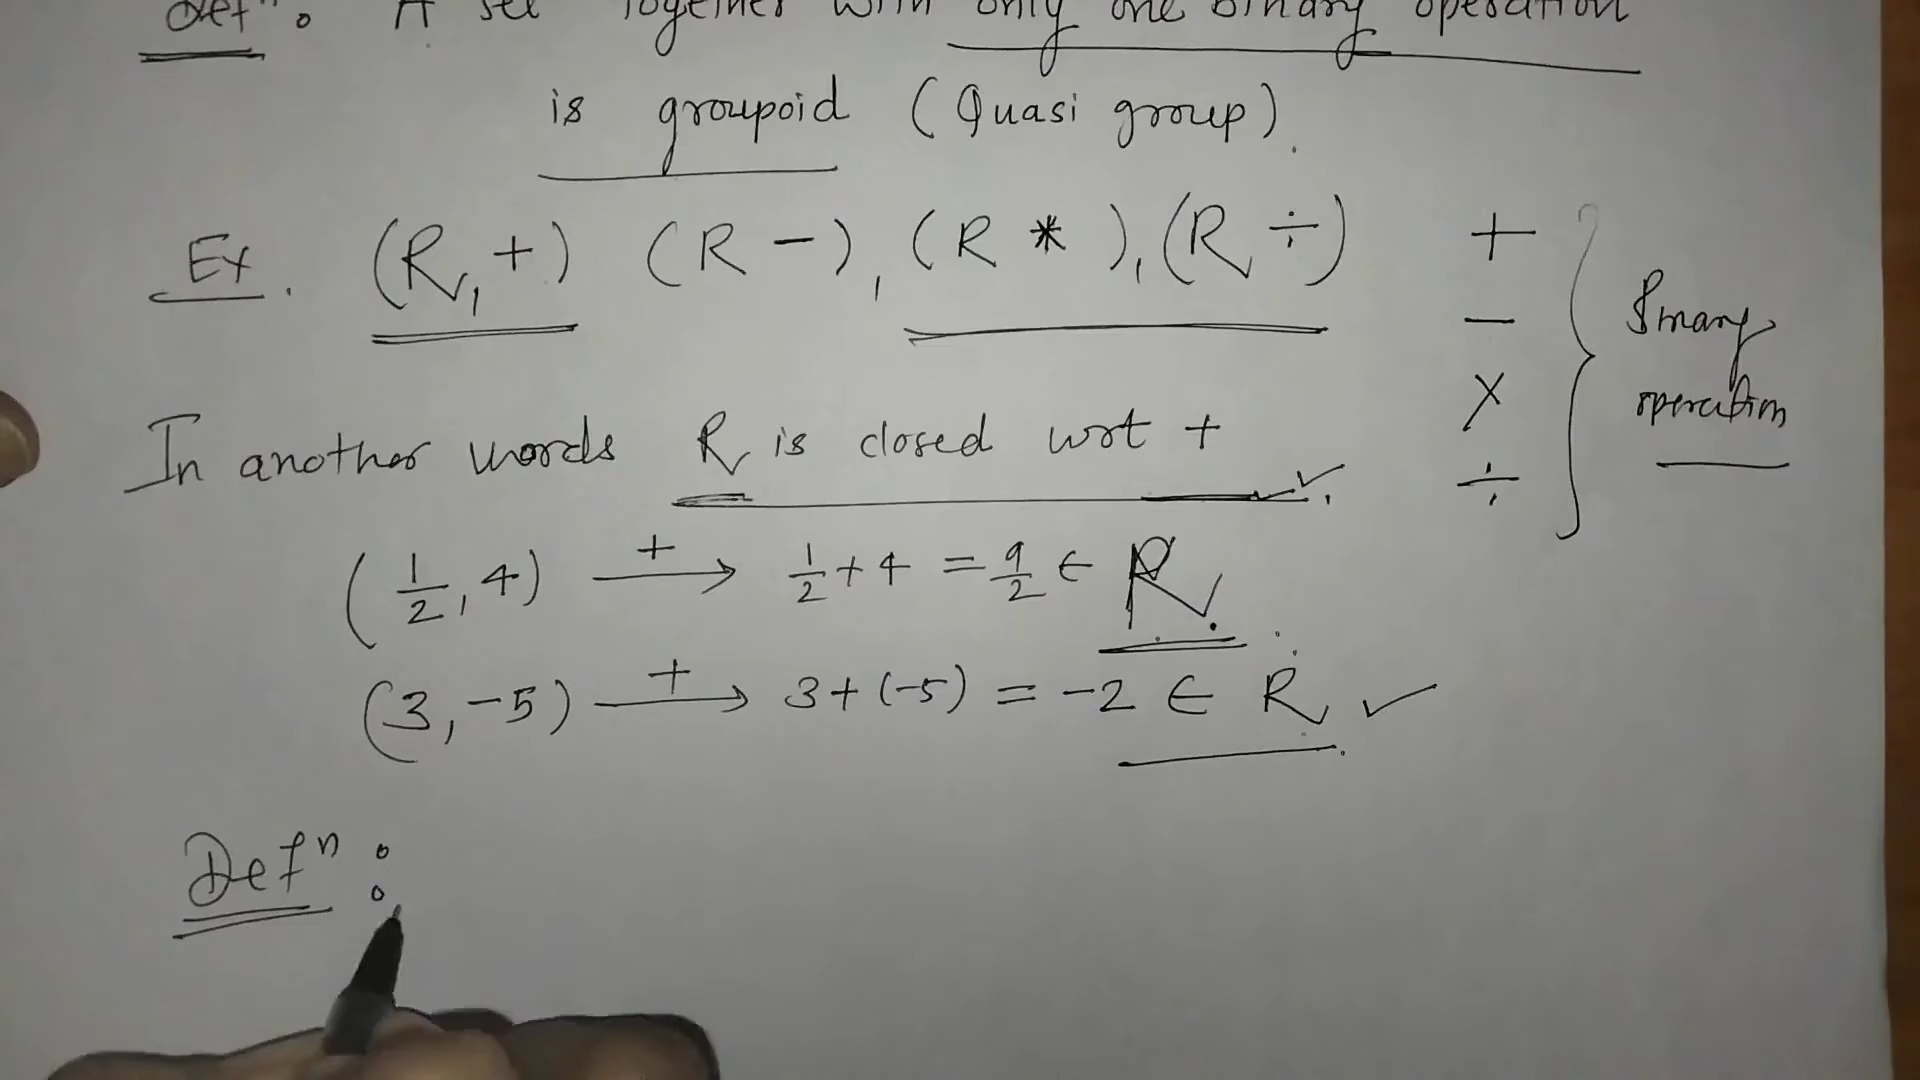 Defn: A set together with only one binary operation
is groupoid (Quasi group).
Ex. (R, +) (R -), (R *), (R ÷)
+
-
×
÷
Binary
operation
In another words R is closed wrt +
(1/2, 4) + → 1/2 + 4 = 9/2 ∈ R.
(3, -5) + → 3 + (-5) = -2 ∈ R ✓
Defn: